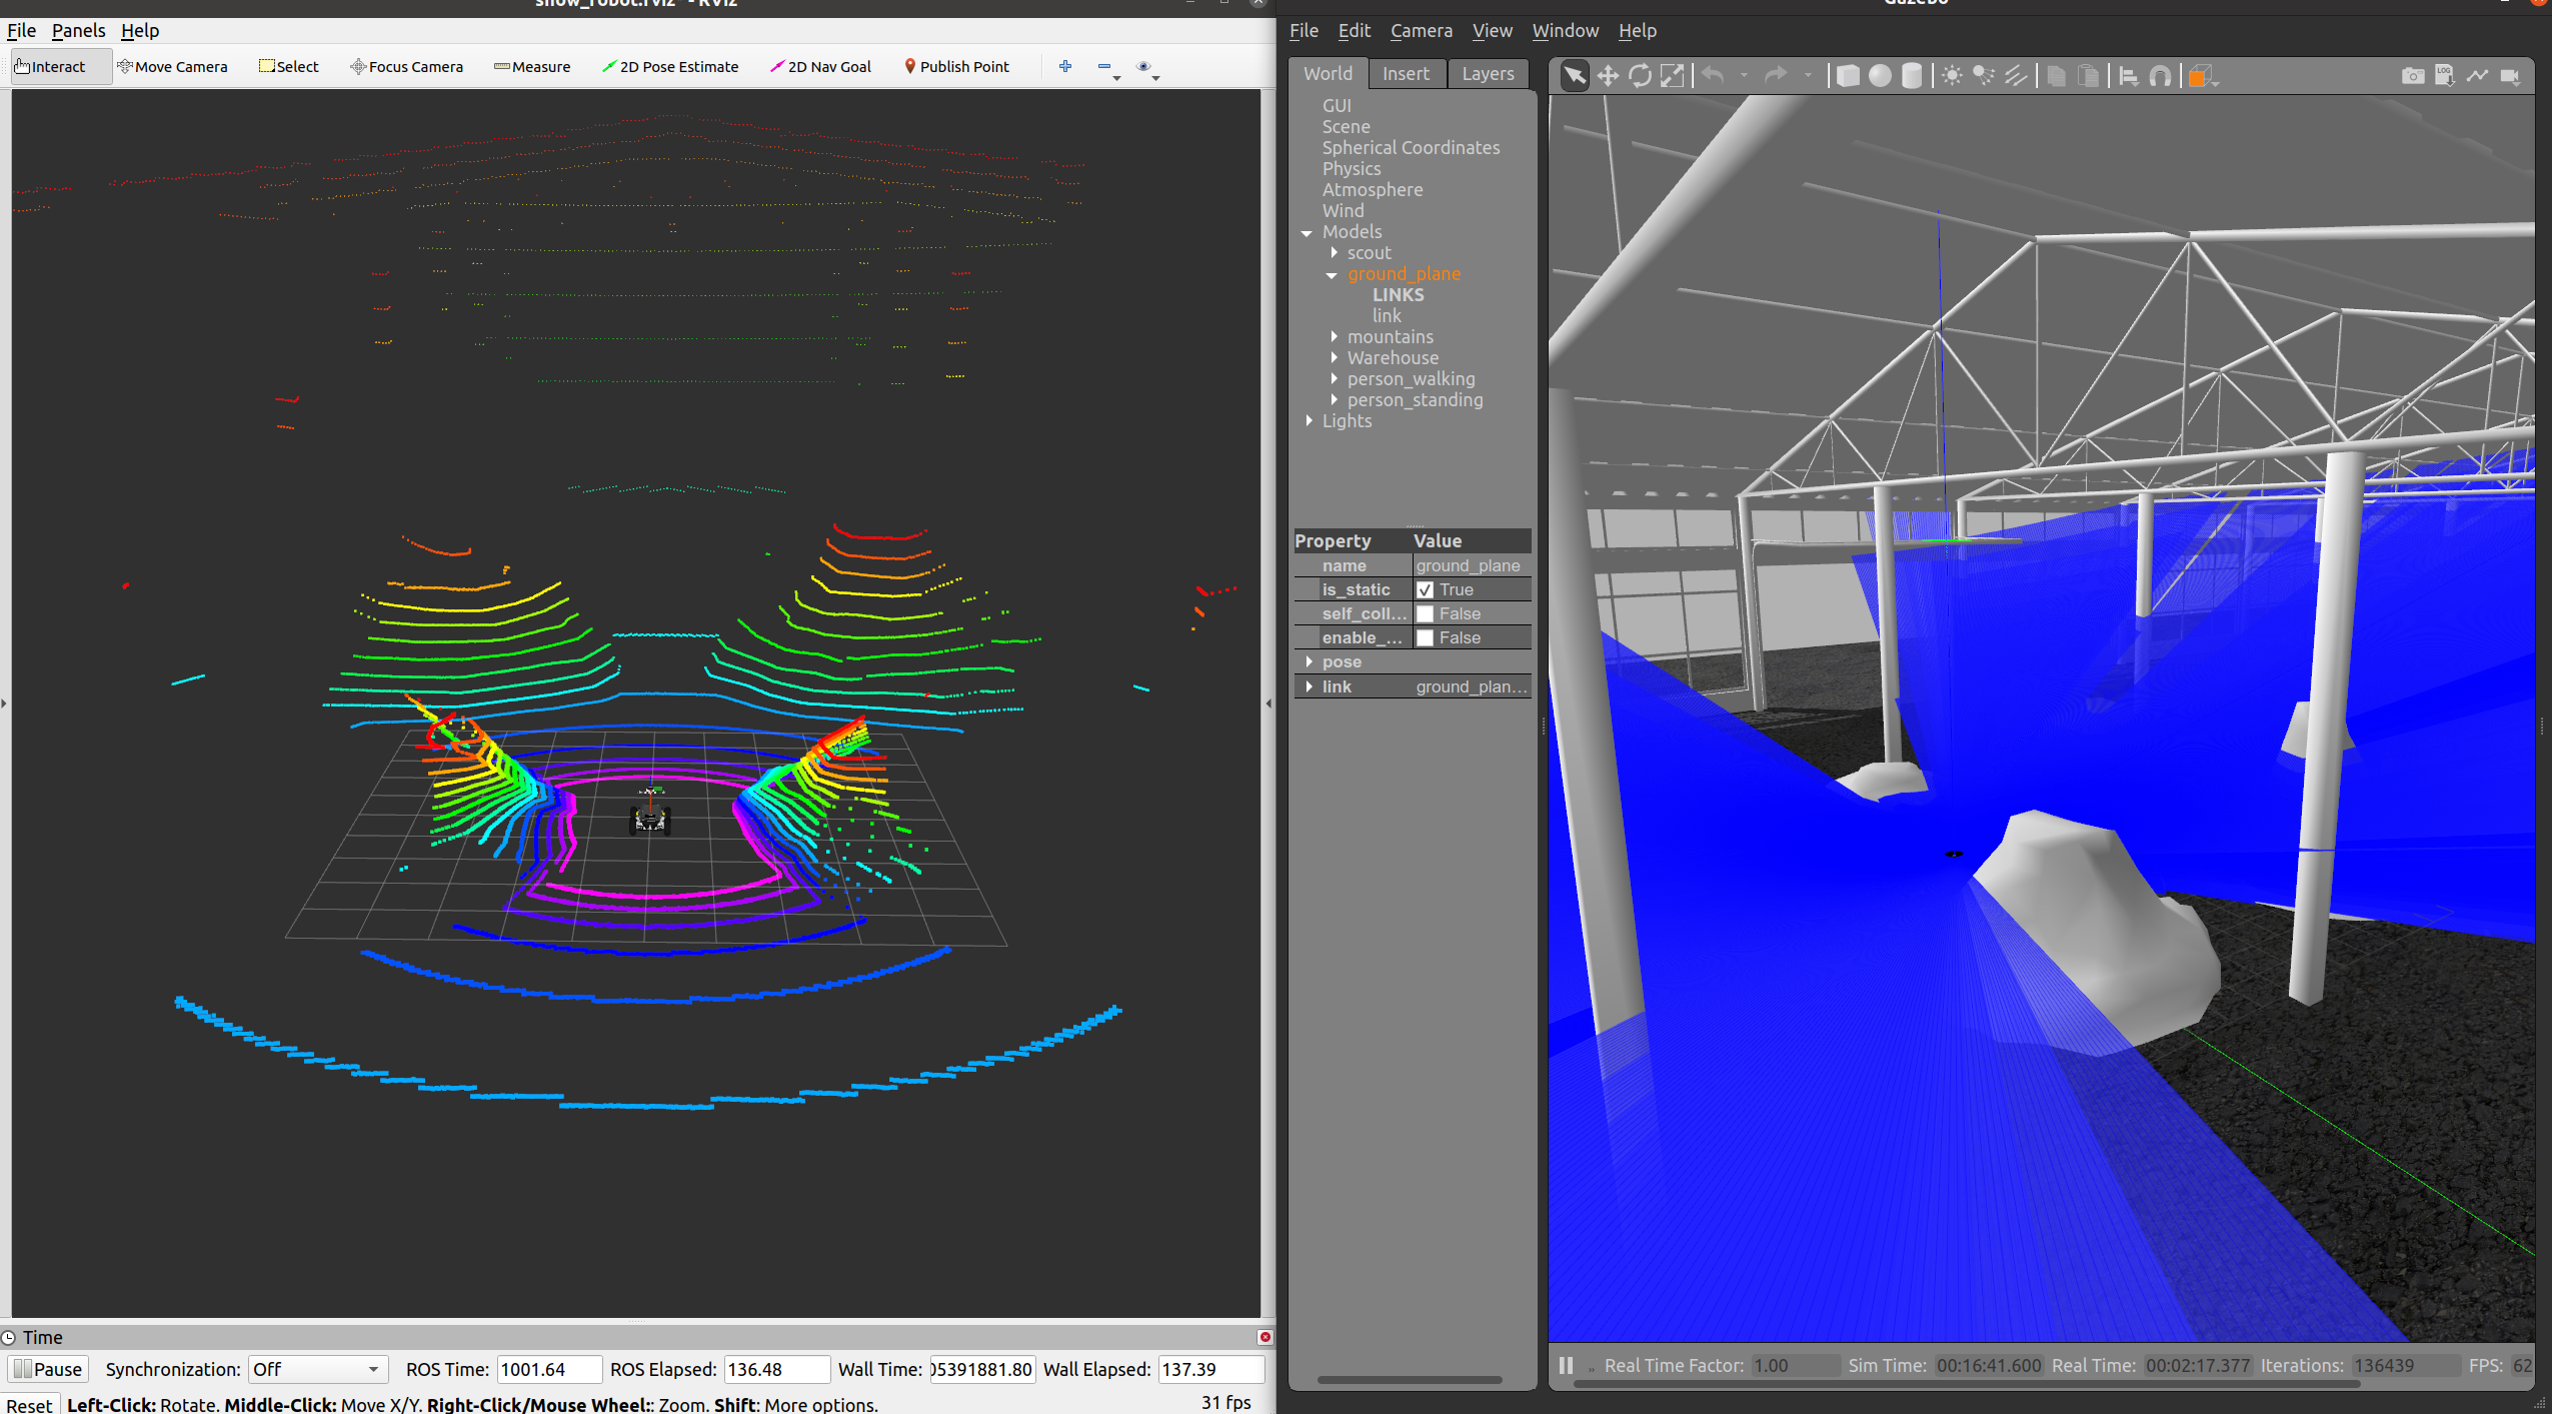 show_robot.rviz* - RViz
File Panels Help
Interact Move Camera Select Focus Camera Measure 2D Pose Estimate 2D Nav Goal Publish Point
Time
Pause Synchronization: Off ROS Time: 1001.64 ROS Elapsed: 136.48 Wall Time: 05391881.80 Wall Elapsed: 137.39
Reset Left-Click: Rotate. Middle-Click: Move X/Y. Right-Click/Mouse Wheel:: Zoom. Shift: More options. 31 fps
Gazebo
File Edit Camera View Window Help
World Insert Layers
GUI
Scene
Spherical Coordinates
Physics
Atmosphere
Wind
Models
scout
ground_plane
LINKS
link
mountains
Warehouse
person_walking
person_standing
Lights
Property Value
name ground_plane
is_static True
self_coll... False
enable_... False
pose
link ground_plan...
LOG
Real Time Factor: 1.00 Sim Time: 00:16:41.600 Real Time: 00:02:17.377 Iterations: 136439 FPS: 62